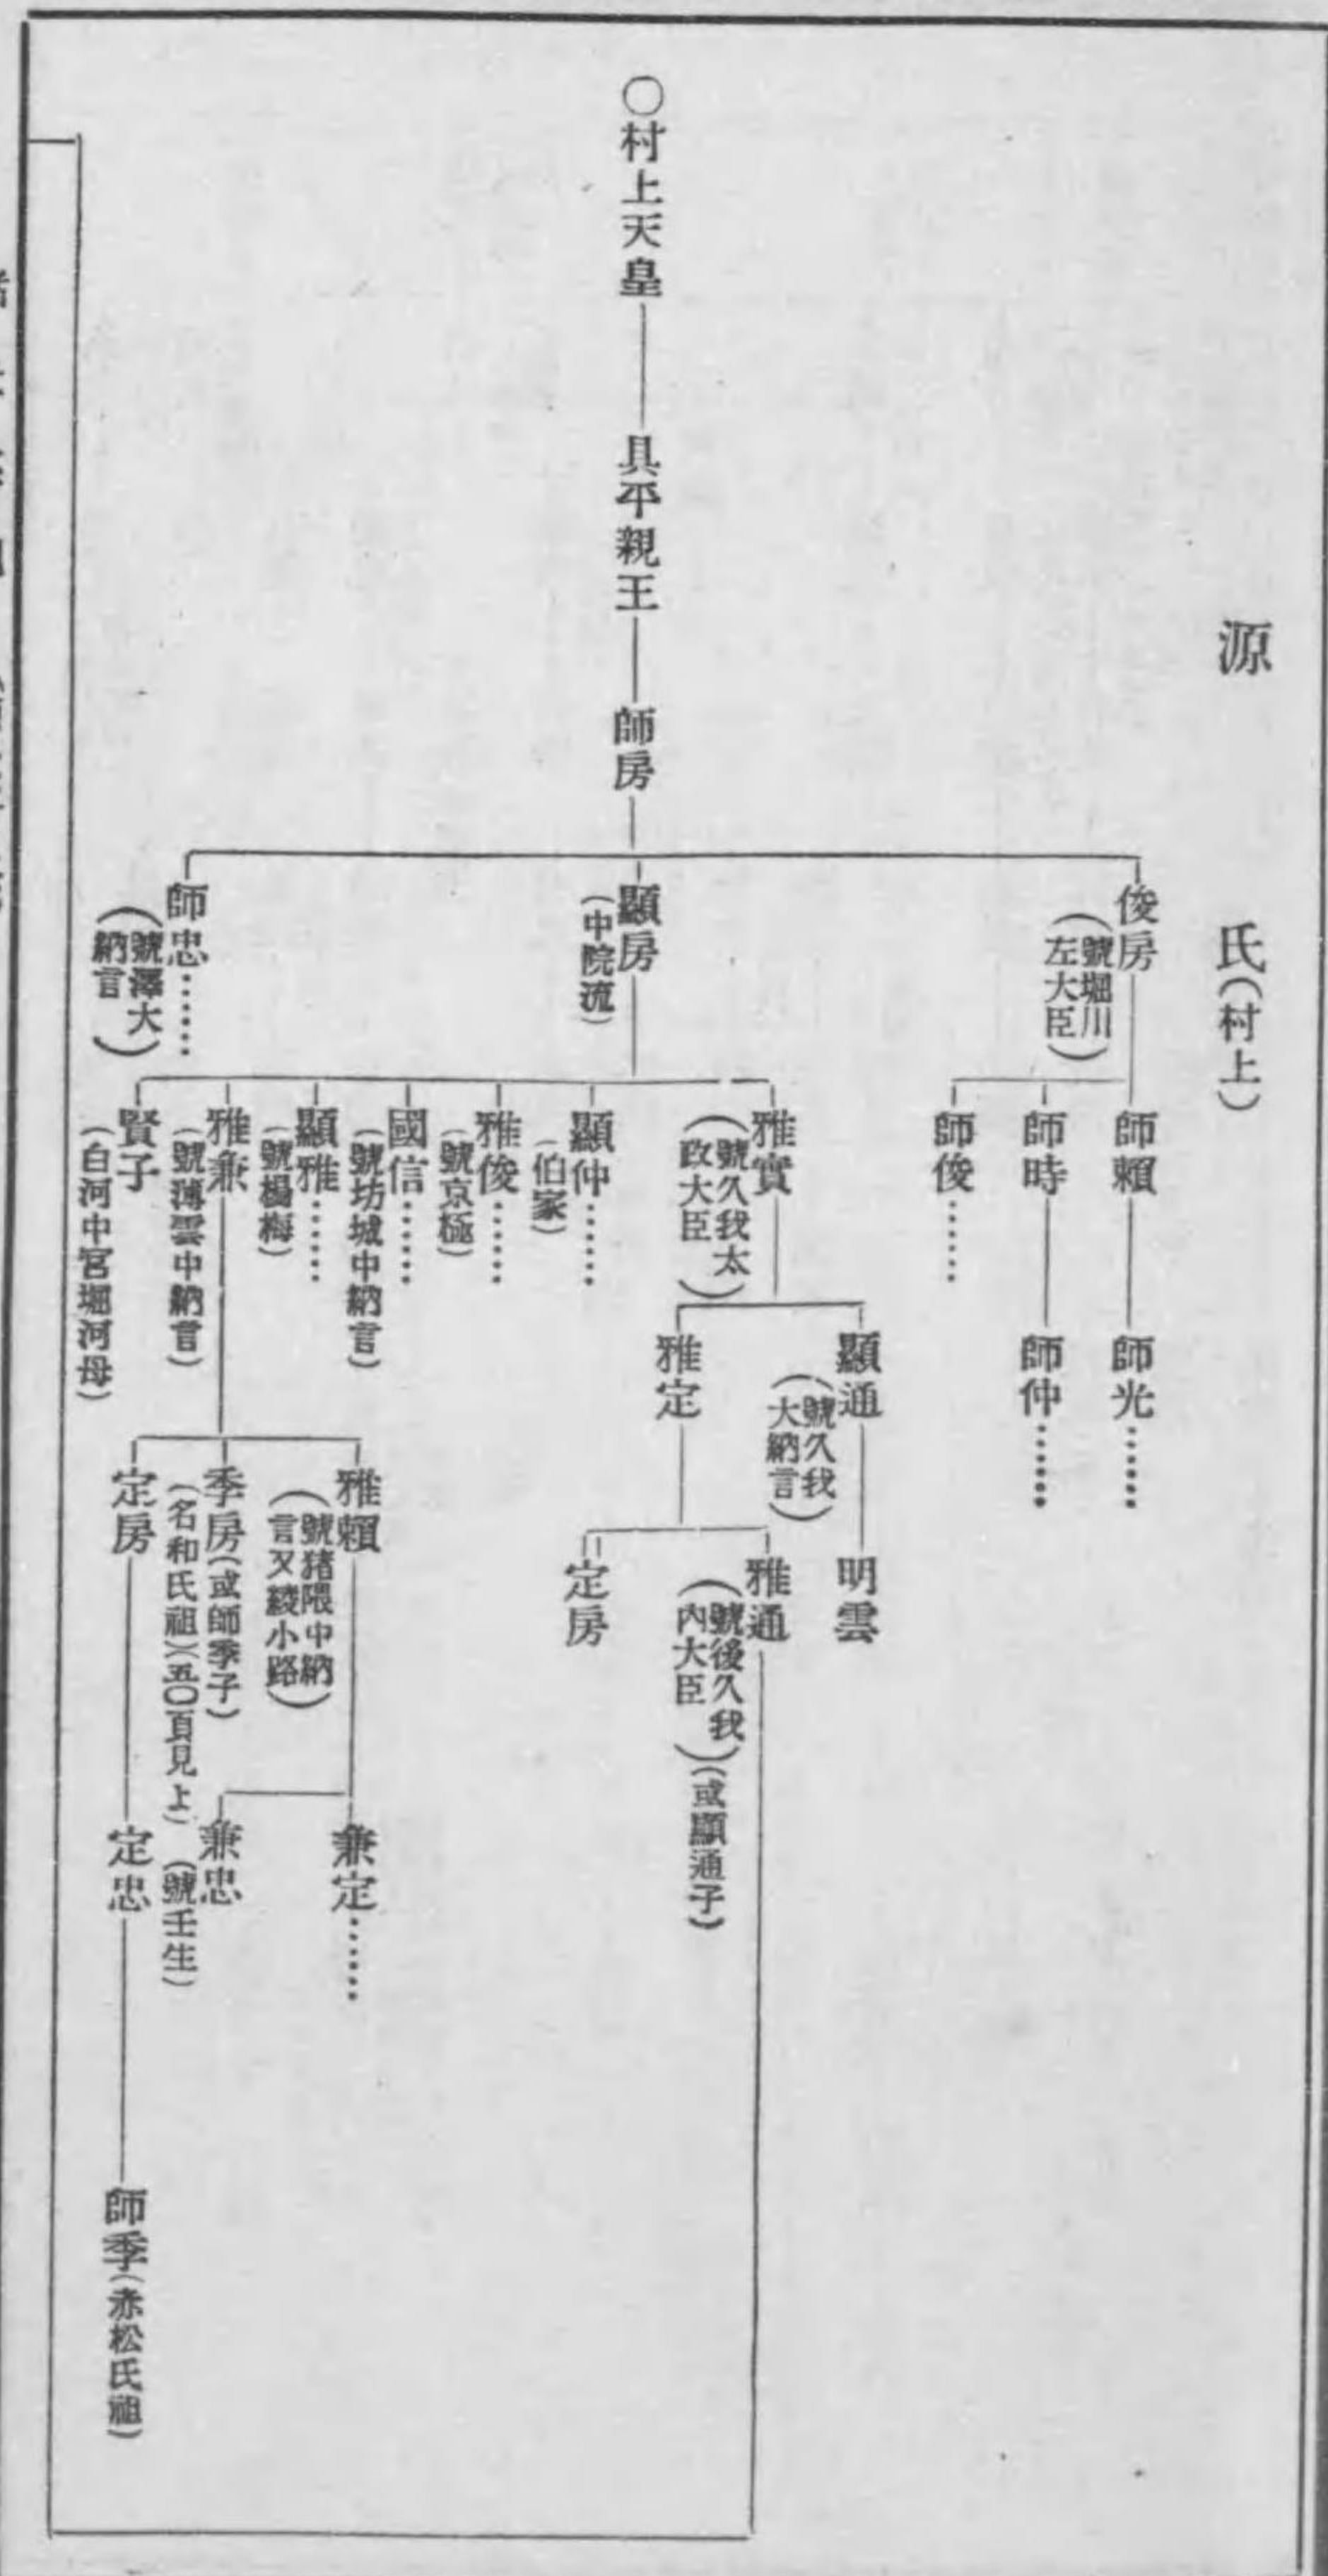 源氏(村上)
○村上天皇
具平親王
師房
俊房
(號堀川
左大臣)
師賴
師光……
師時
師仲……
師俊……
顯房
(中院流)
雅實
(號久我太
政大臣)
顯通
(號久我
大納言)
明雲
雅定
雅通
(號後久我
內大臣)(或顯通子)
定房
顯仲……
(伯家)
雅俊……
(號京極)
國信……
(號坊城中納言)
顯雅……
(號楊梅)
雅兼
(號薄雲中納言)
雅賴
(號猪隈中納
言又綾小路)
兼定……
兼忠
(號壬生)
季房(或師季子)
(名和氏祖)(五〇頁見よ)
定房
定忠
師季(赤松氏祖)
賢子
(白河中宮堀河母)
師忠……
(號澤大
納言)